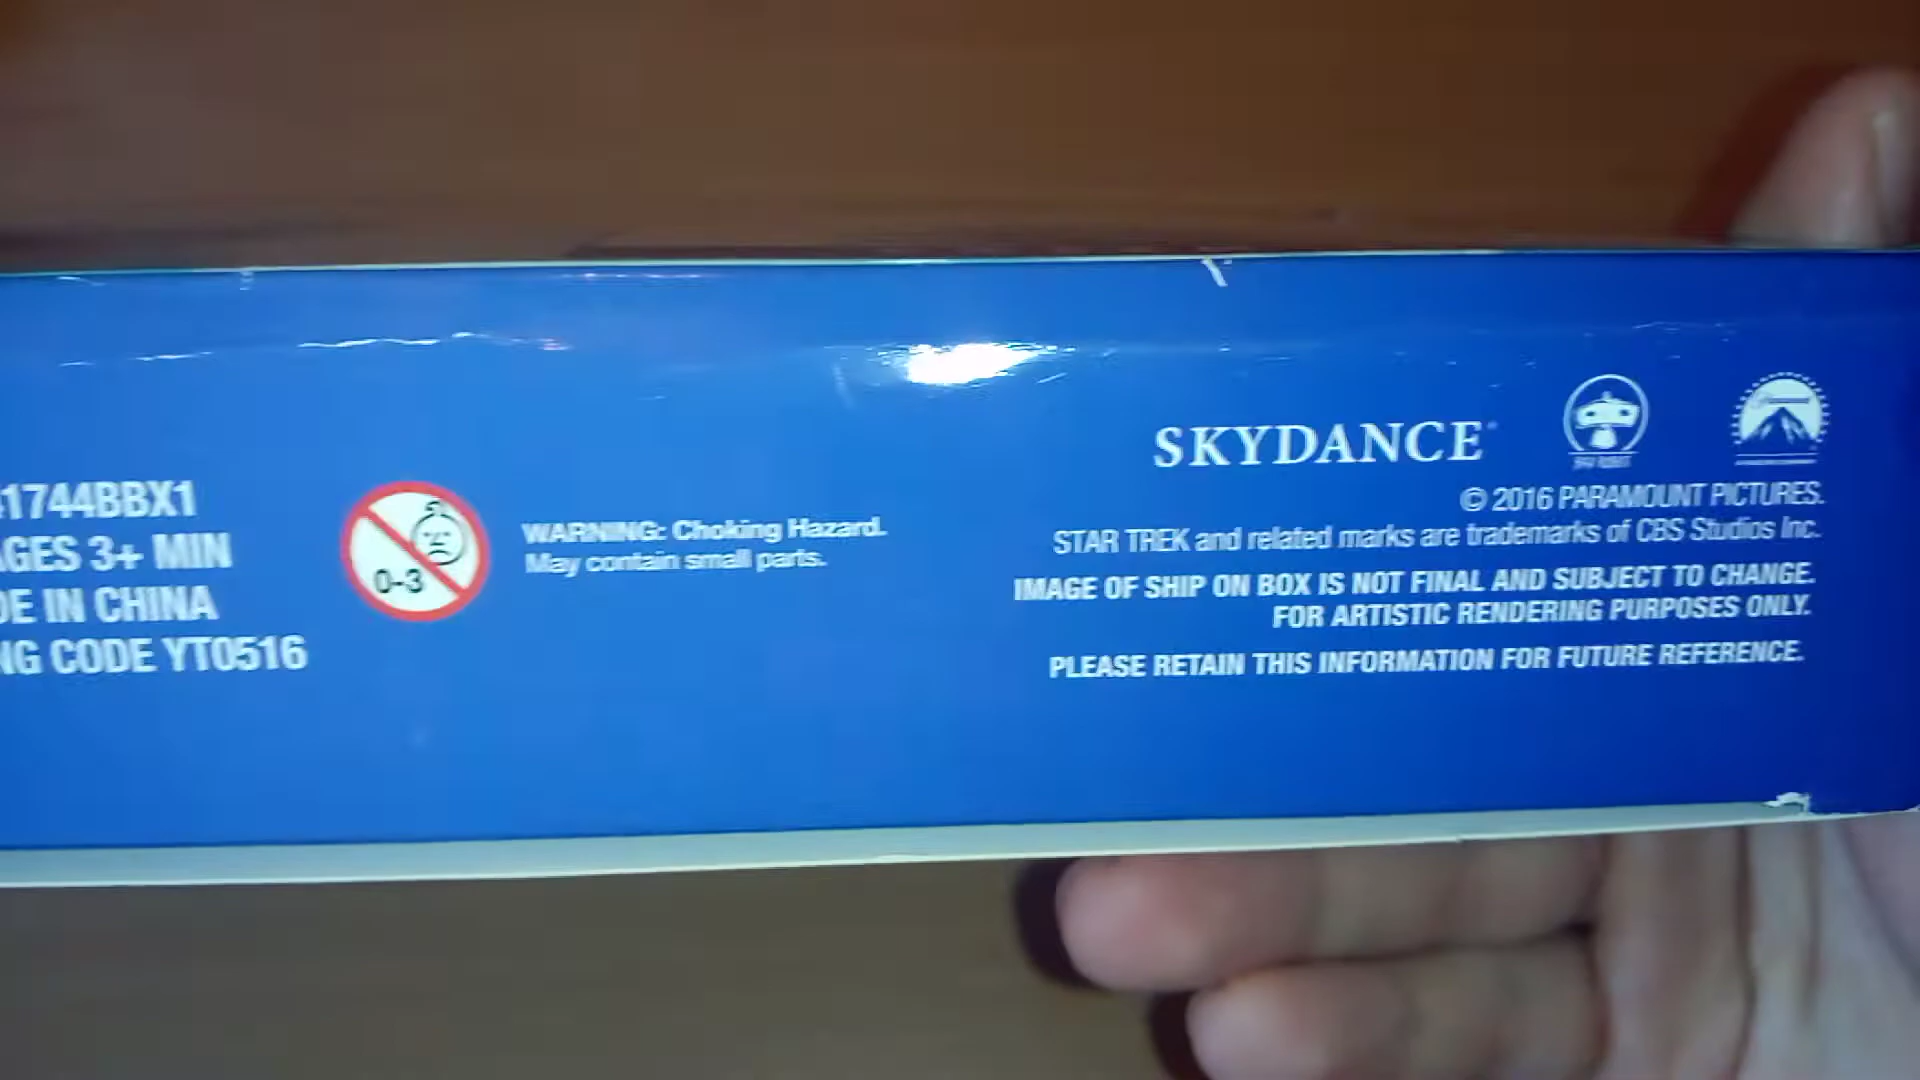 1744BBX1
AGES 3+ MIN
DE IN CHINA
NG CODE YT0516
0-3
WARNING: Choking Hazard.
May contain small parts.
SKYDANCE
Paramount
© 2016 PARAMOUNT PICTURES.
STAR TREK and related marks are trademarks of CBS Studios Inc.
IMAGE OF SHIP ON BOX IS NOT FINAL AND SUBJECT TO CHANGE.
FOR ARTISTIC RENDERING PURPOSES ONLY.
PLEASE RETAIN THIS INFORMATION FOR FUTURE REFERENCE.